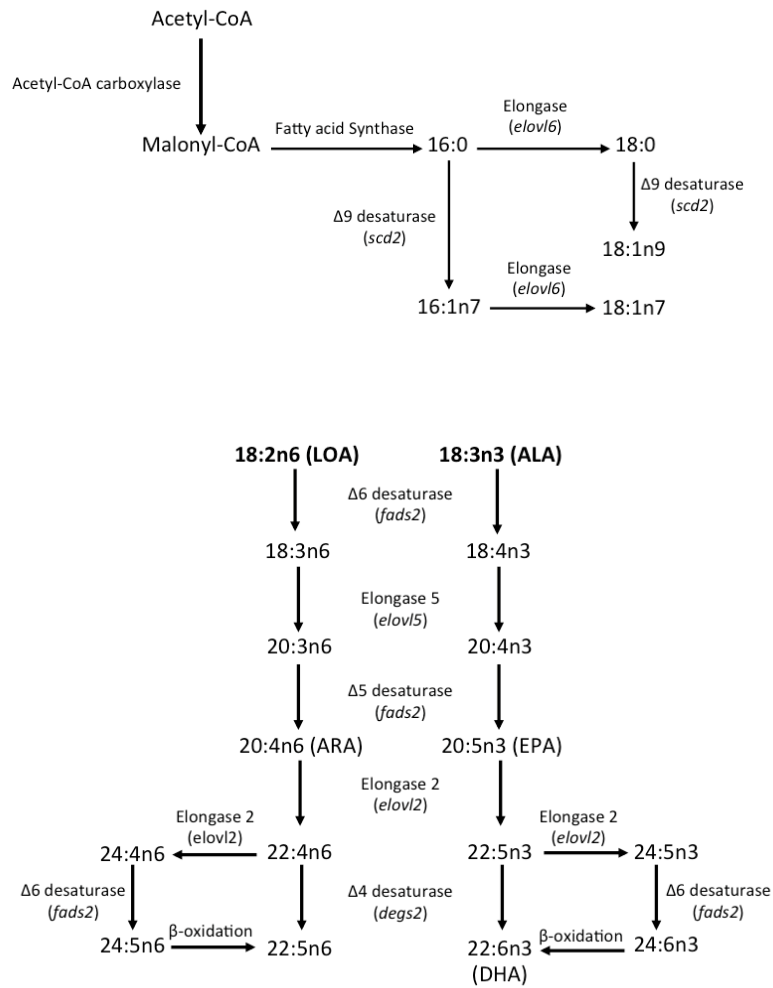 Acetyl-CoA
Acetyl-CoA carboxylase
Malonyl-CoA
Fatty acid Synthase
16:0
Elongase
(elovl6)
18:0
Δ9 desaturase
(scd2)
Δ9 desaturase
(scd2)
18:1n9
16:1n7
Elongase
(elovl6)
18:1n7
18:2n6 (LOA)
18:3n3 (ALA)
Δ6 desaturase
(fads2)
18:3n6
18:4n3
Elongase 5
(elovl5)
20:3n6
20:4n3
Δ5 desaturase
(fads2)
20:4n6 (ARA)
20:5n3 (EPA)
Elongase 2
(elovl2)
Elongase 2
(elovl2)
Elongase 2
(elovl2)
24:4n6
22:4n6
22:5n3
24:5n3
Δ6 desaturase
(fads2)
Δ4 desaturase
(degs2)
Δ6 desaturase
(fads2)
24:5n6
β-oxidation
22:5n6
22:6n3
(DHA)
β-oxidation
24:6n3